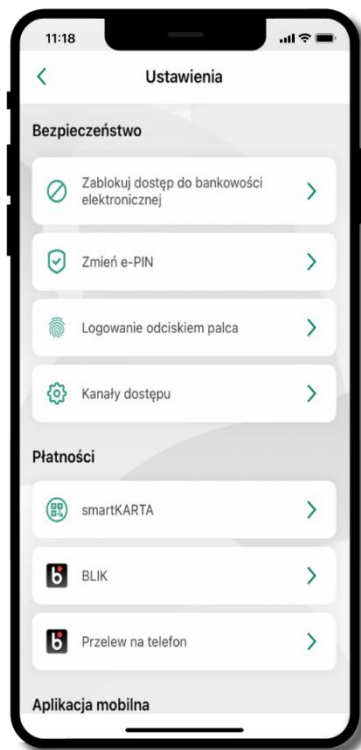 11:18
Ustawienia
Bezpieczeństwo
Zablokuj dostęp do bankowości
elektronicznej
Zmień e-PIN
Logowanie odciskiem palca
Kanały dostępu
Płatności
smartKARTA
BLIK
Przelew na telefon
Aplikacja mobilna